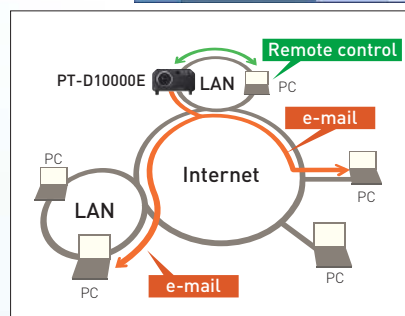 Remote control
PT-D10000E
LAN
PC
e-mail
PC
Internet
PC
LAN
PC
e-mail
PC